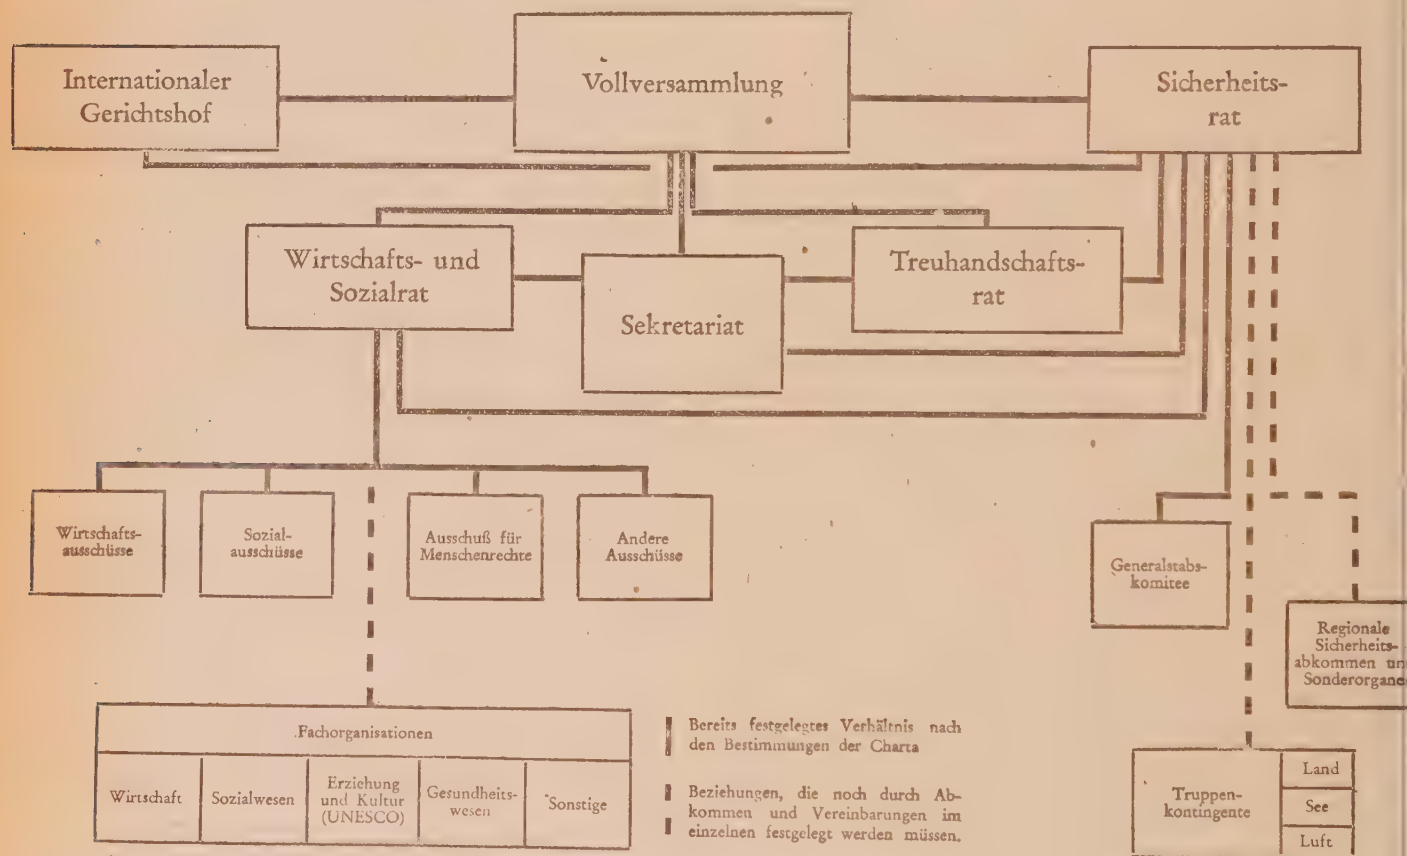 Internationaler
Gerichtshof
Vollversammlung
Sicherheits-
rat
Wirtschafts- und
Sozialrat
Sekretariat
Treuhandschafts-
rat
Wirtschafts-
ausschüsse
Sozial-
ausschüsse
Ausschuß für
Menschenrechte
Andere
Ausschüsse
Generalstabs-
komitee
Regionale
Sicherheits-
abkommen un
Sonderorgane
Fachorganisationen
Wirtschaft
Sozialwesen
Erziehung
und Kultur
(UNESCO)
Gesundheits-
wesen
Sonstige
Bereits festgelegtes Verhältnis nach
den Bestimmungen der Charta
Beziehungen, die noch durch Ab-
kommen und Vereinbarungen im
einzelnen festgelegt werden müssen.
Truppen-
kontingente
Land
See
Luft